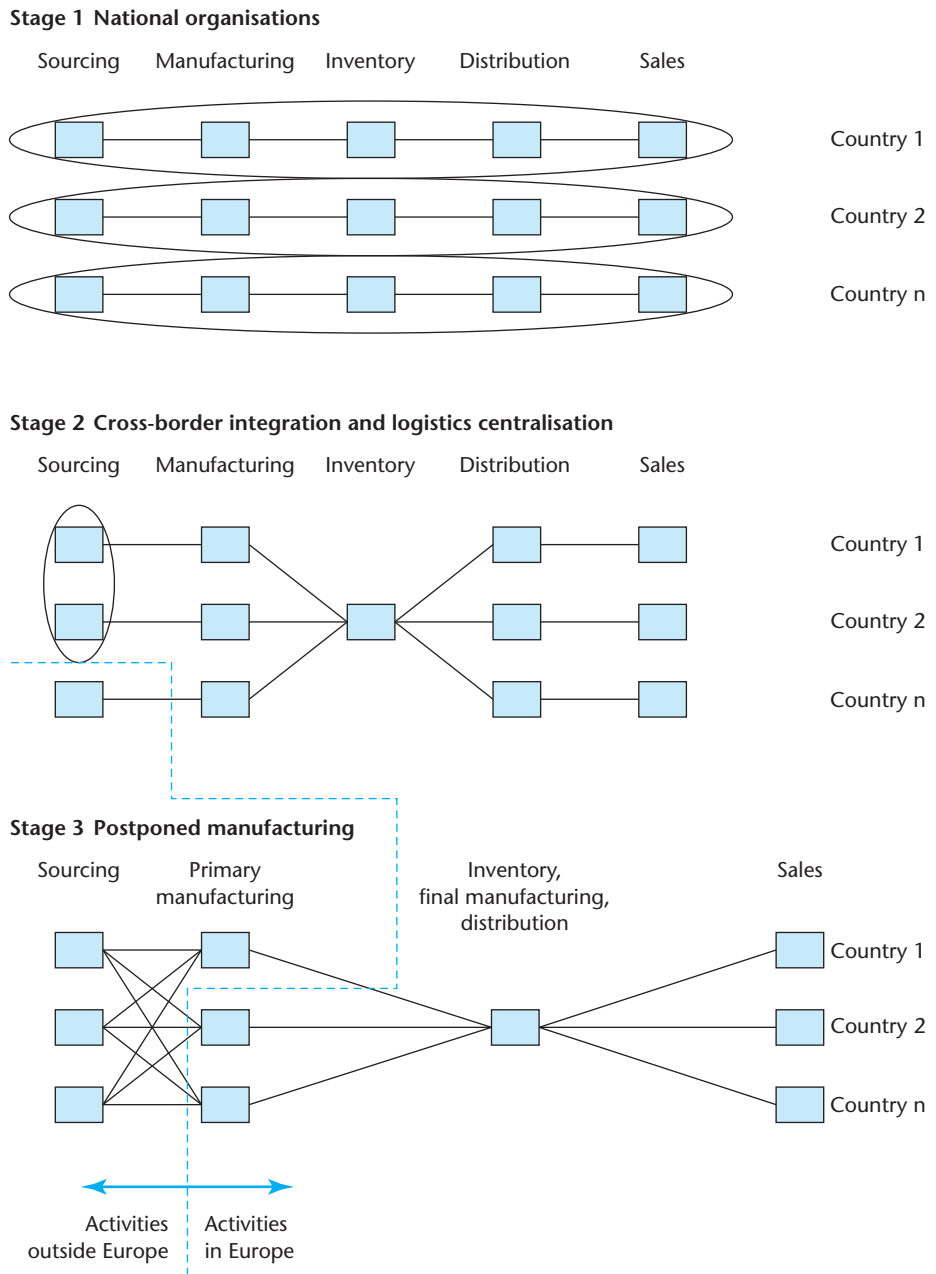 Stage 1 National organisations
Sourcing Manufacturing Inventory Distribution Sales
Country 1
Country 2
Country n
Stage 2 Cross-border integration and logistics centralisation
Sourcing Manufacturing Inventory Distribution Sales
Country 1
Country 2
Country n
Stage 3 Postponed manufacturing
Sourcing Primary Inventory, Sales
manufacturing final manufacturing,
distribution
Country 1
Country 2
Country n
Activities Activities
outside Europe in Europe